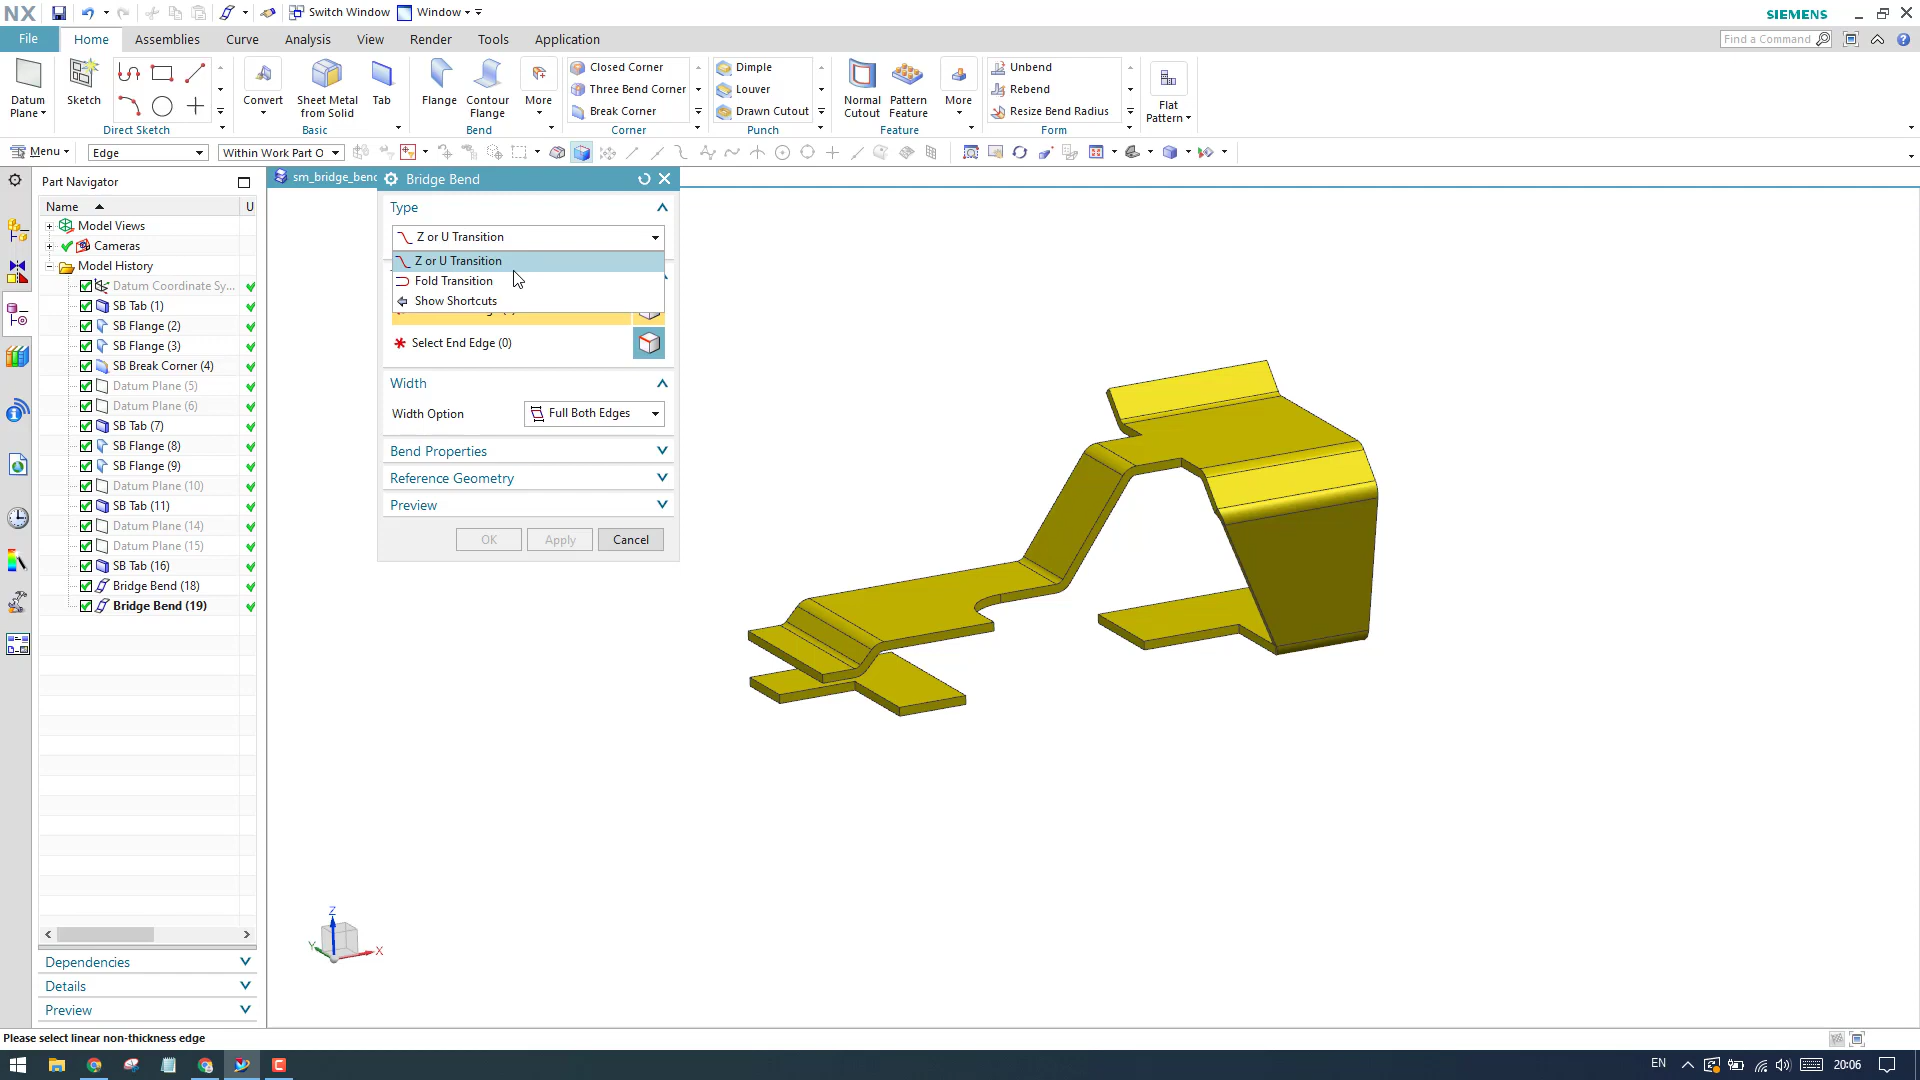 NX
Switch Window
Window
SIEMENS
File
Home
Assemblies
Curve
Analysis
View
Render
Tools
Application
Find a Command
Datum
Plane
Sketch
Direct Sketch
Convert
Sheet Metal
from Solid
Tab
Basic
Flange
Contour
Flange
More
Bend
Closed Corner
Three Bend Corner
Break Corner
Corner
Dimple
Louver
Drawn Cutout
Punch
Normal
Cutout
Pattern
Feature
More
Feature
Unbend
Rebend
Resize Bend Radius
Form
Flat
Pattern
Menu
Edge
Within Work Part O
Part Navigator
Name
U
Model Views
Cameras
Model History
Datum Coordinate Sy...
SB Tab (1)
SB Flange (2)
SB Flange (3)
SB Break Corner (4)
Datum Plane (5)
Datum Plane (6)
SB Tab (7)
SB Flange (8)
SB Flange (9)
Datum Plane (10)
SB Tab (11)
Datum Plane (14)
Datum Plane (15)
SB Tab (16)
Bridge Bend (18)
Bridge Bend (19)
Dependencies
Details
Preview
sm_bridge_bend
Bridge Bend
Type
Z or U Transition
Z or U Transition
Fold Transition
Show Shortcuts
* Select End Edge (0)
Width
Width Option
Full Both Edges
Bend Properties
Reference Geometry
Preview
OK
Apply
Cancel
Z
Y
X
Please select linear non-thickness edge
EN
20:06